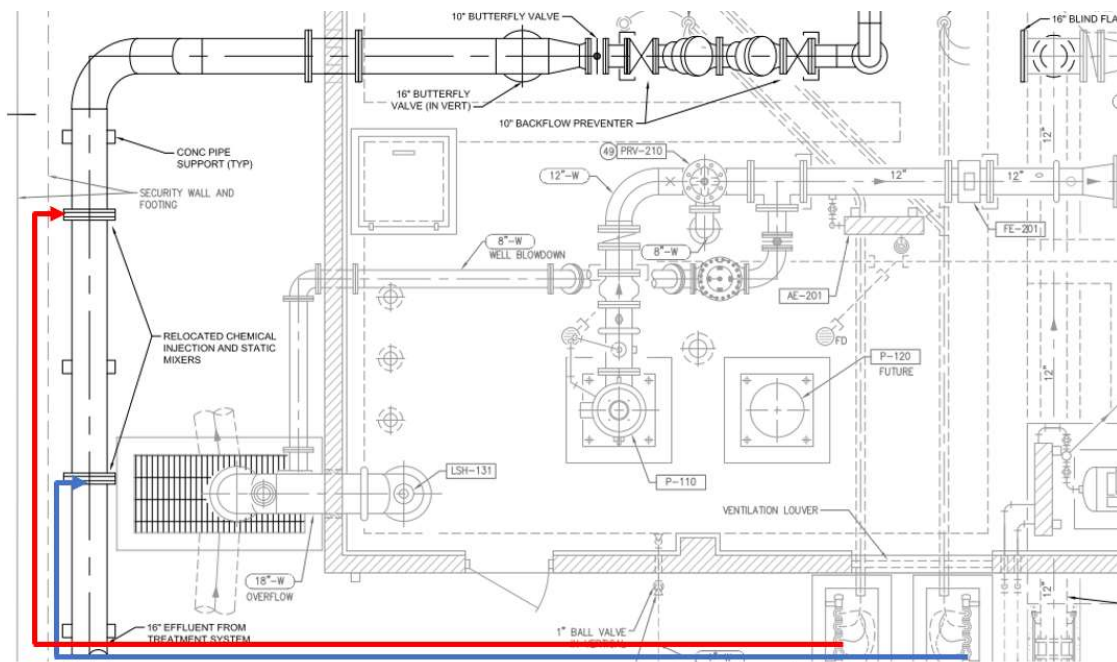 10" BUTTERFLY VALVE
16" BLIND FLA
16" BUTTERFLY
VALVE (IN VERT)
10" BACKFLOW PREVENTER
CONC PIPE
SUPPORT (TYP)
SECURITY WALL AND
FOOTING
49 PRV-210
12"-W
12"
12"
12"
FE-201
8"-W
WELL BLOWDOWN
8"-W
AE-201
FD
RELOCATED CHEMICAL
INJECTION AND STATIC
MIXERS
P-120
FUTURE
12"
LSH-131
P-110
VENTILATION LOUVER
18"-W
OVERFLOW
12"
16" EFFLUENT FROM
TREATMENT SYSTEM
1" BALL VALVE
IN VERTICAL